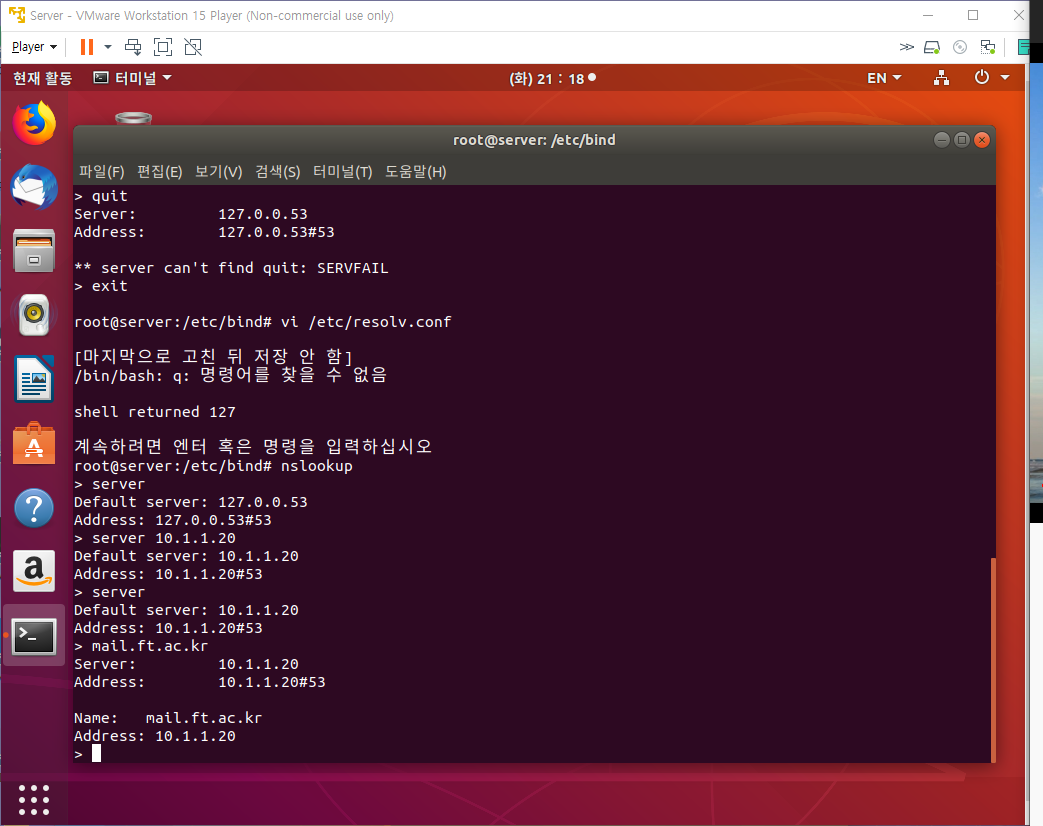 Server - VMware Workstation 15 Player (Non-commercial use only)
Player
현재 활동 터미널 (화) 21 : 18 EN
root@server: /etc/bind
파일(F) 편집(E) 보기(V) 검색(S) 터미널(T) 도움말(H)
> quit
Server: 127.0.0.53
Address: 127.0.0.53#53
** server can't find quit: SERVFAIL
> exit
root@server:/etc/bind# vi /etc/resolv.conf
[마지막으로 고친 뒤 저장 안 함]
/bin/bash: q: 명령어를 찾을 수 없음
shell returned 127
계속하려면 엔터 혹은 명령을 입력하십시오
root@server:/etc/bind# nslookup
> server
Default server: 127.0.0.53
Address: 127.0.0.53#53
> server 10.1.1.20
Default server: 10.1.1.20
Address: 10.1.1.20#53
> server
Default server: 10.1.1.20
Address: 10.1.1.20#53
> mail.ft.ac.kr
Server: 10.1.1.20
Address: 10.1.1.20#53
Name: mail.ft.ac.kr
Address: 10.1.1.20
>